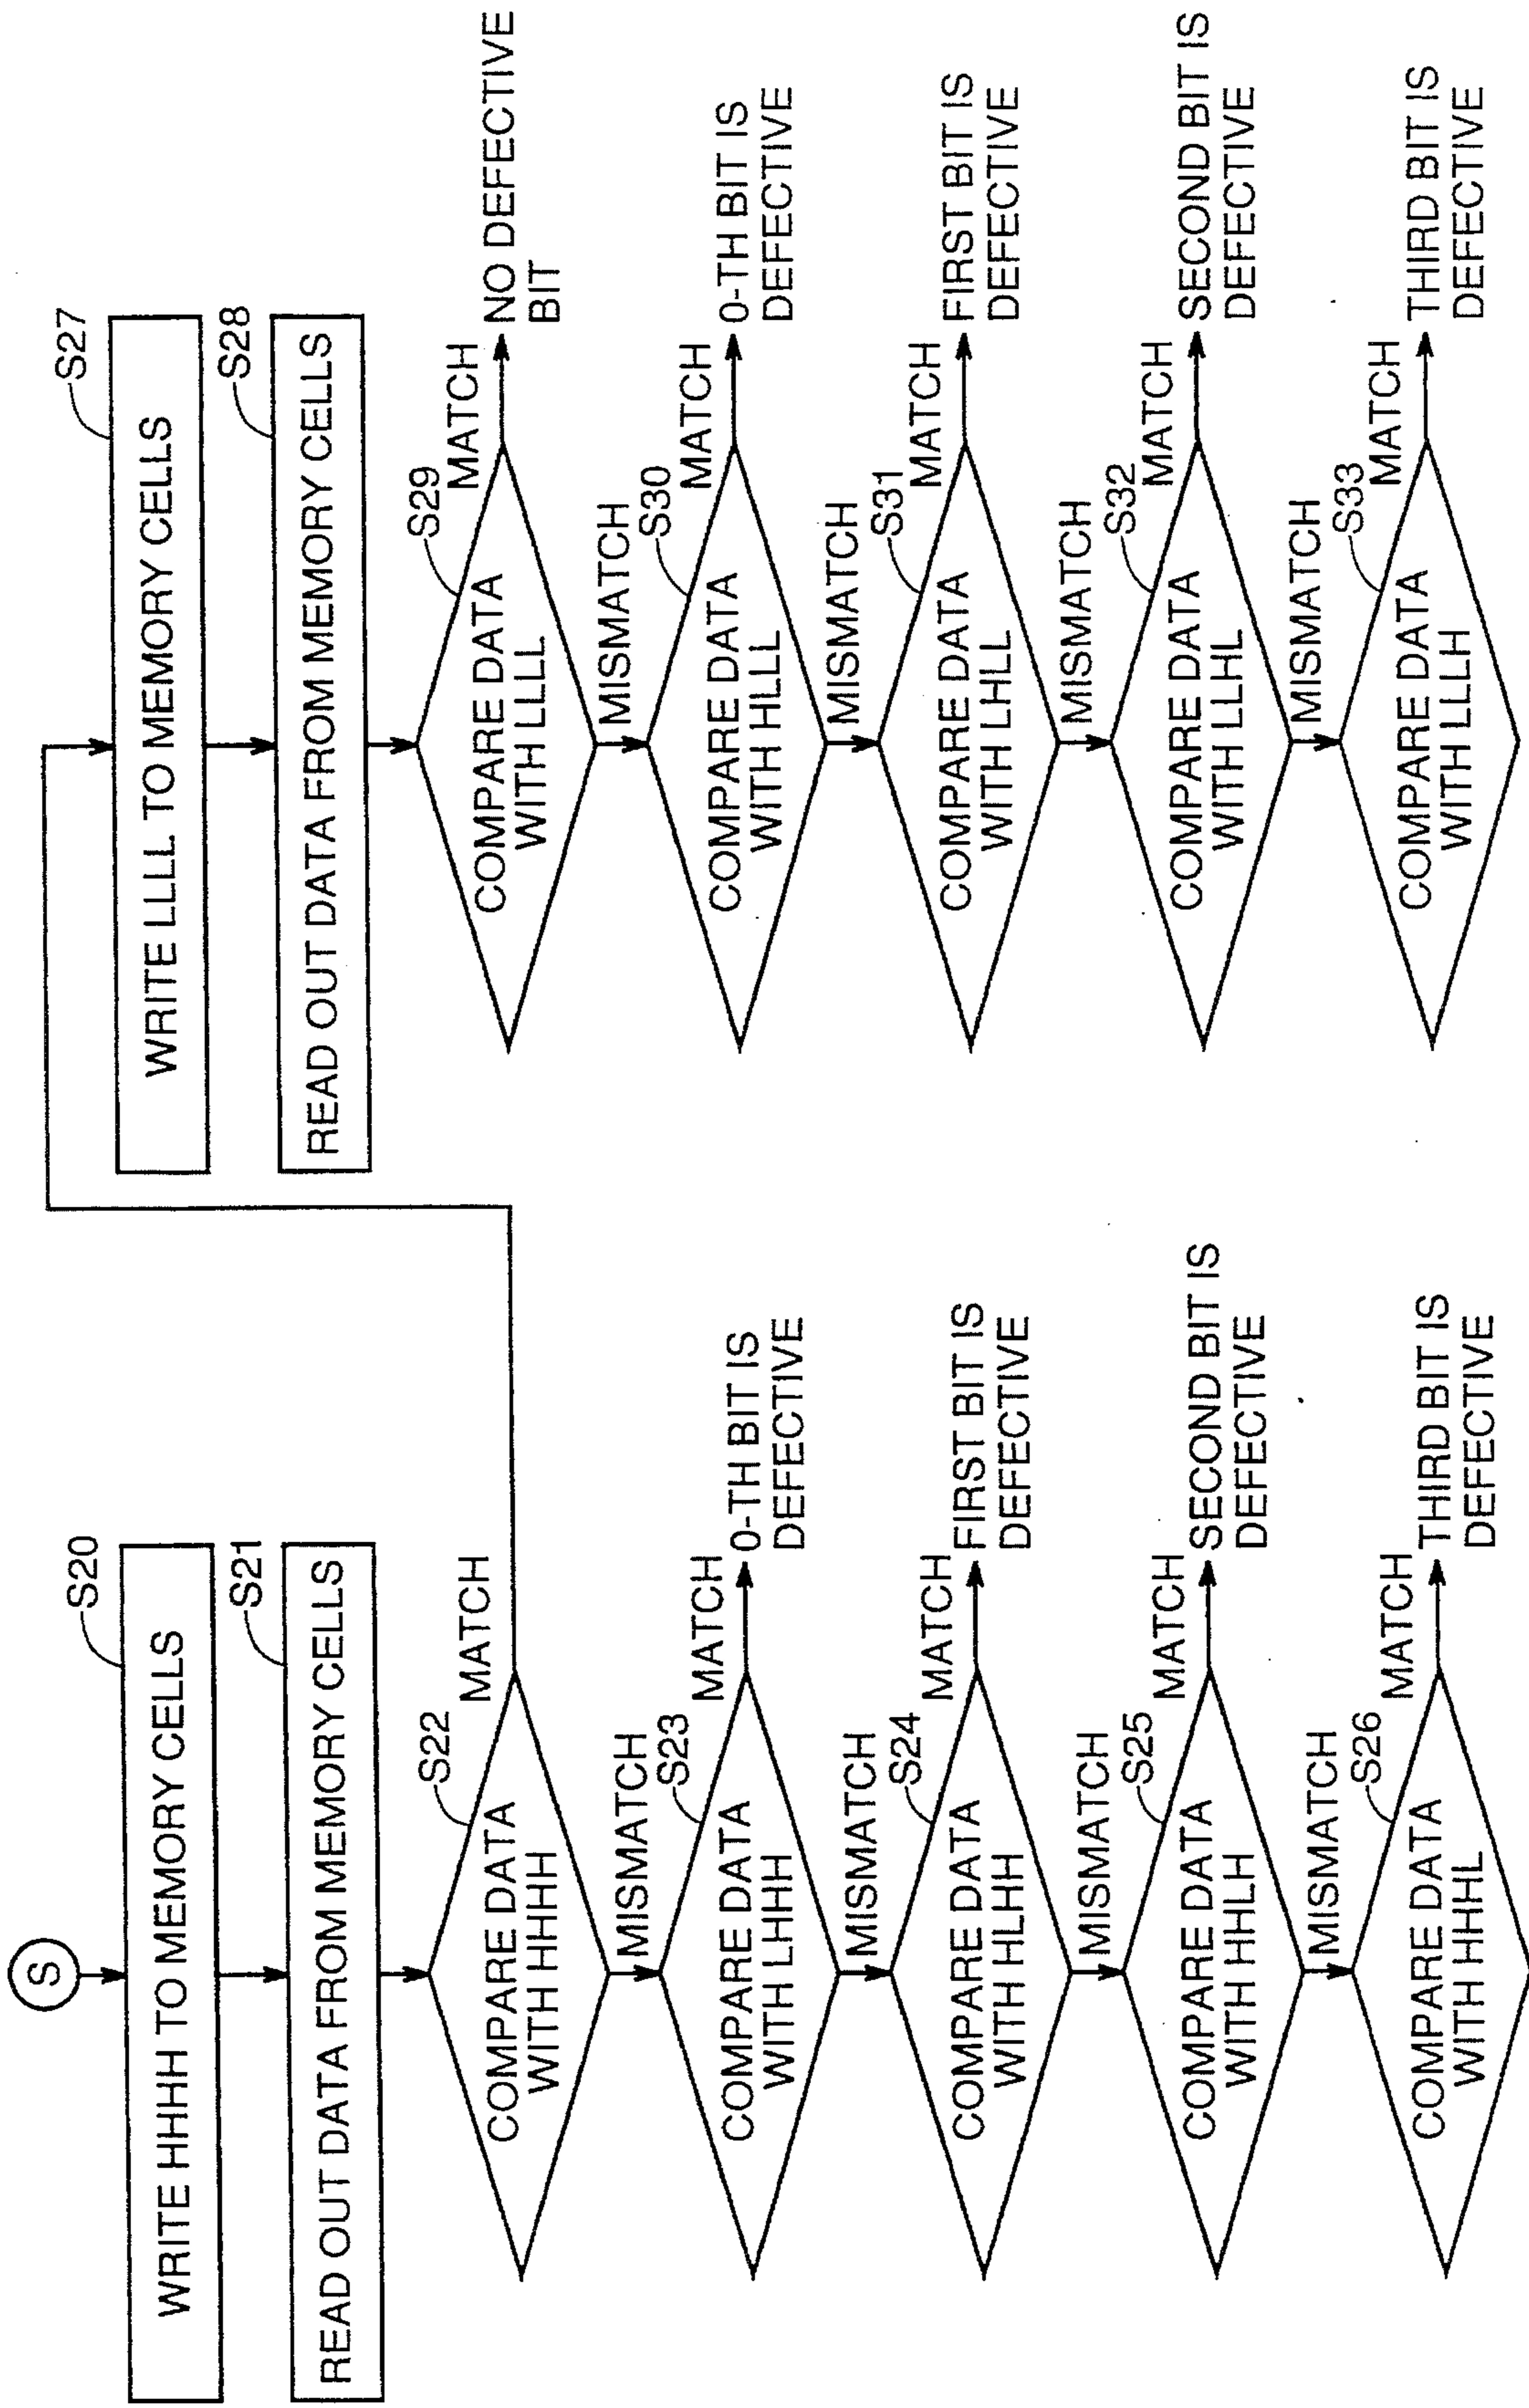 S
S20
WRITE HHHH TO MEMORY CELLS
S21
READ OUT DATA FROM MEMORY CELLS
S22
COMPARE DATA
WITH HHHH
MATCH
MISMATCH
S23
COMPARE DATA
WITH LHHH
MATCH
0-TH BIT IS
DEFECTIVE
MISMATCH
S24
COMPARE DATA
WITH HLHH
MATCH
FIRST BIT IS
DEFECTIVE
MISMATCH
S25
COMPARE DATA
WITH HHLH
MATCH
SECOND BIT IS
DEFECTIVE
MISMATCH
S26
COMPARE DATA
WITH HHHL
MATCH
THIRD BIT IS
DEFECTIVE
S27
WRITE LLLL TO MEMORY CELLS
S28
READ OUT DATA FROM MEMORY CELLS
S29
COMPARE DATA
WITH LLLL
MATCH
NO DEFECTIVE
BIT
MISMATCH
S30
COMPARE DATA
WITH HLLL
MATCH
0-TH BIT IS
DEFECTIVE
MISMATCH
S31
COMPARE DATA
WITH LHLL
MATCH
FIRST BIT IS
DEFECTIVE
MISMATCH
S32
COMPARE DATA
WITH LLHL
MATCH
SECOND BIT IS
DEFECTIVE
MISMATCH
S33
COMPARE DATA
WITH LLLH
MATCH
THIRD BIT IS
DEFECTIVE